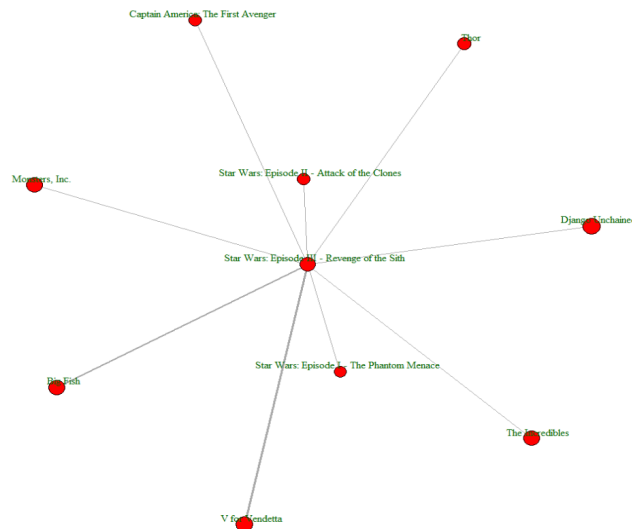 Captain America: The First Avenger
Thor
Star Wars: Episode II - Attack of the Clones
Monsters, Inc.
Django Unchained
Star Wars: Episode III - Revenge of the Sith
Star Wars: Episode I - The Phantom Menace
Big Fish
The Incredibles
V for Vendetta